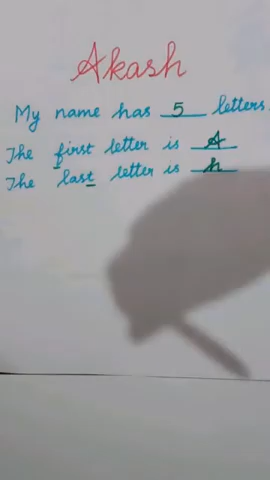 Akash
My name has 5 letters.
The first letter is A
The last letter is h